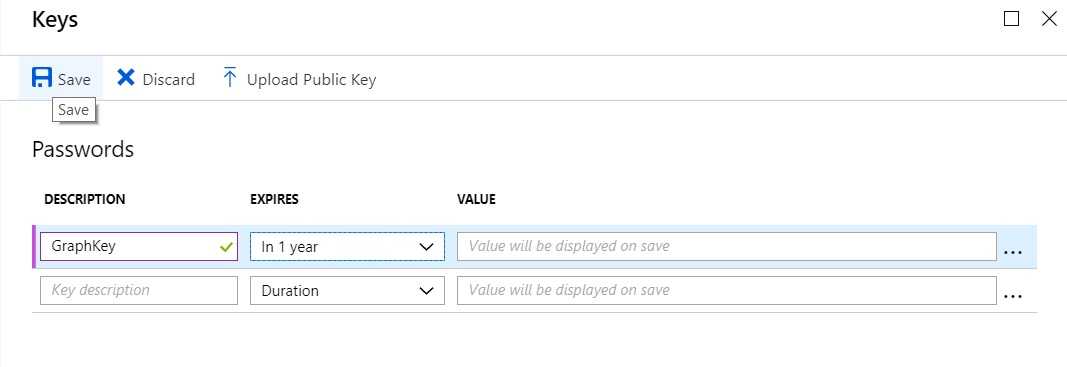 Keys
Save Discard Upload Public Key
Save
Passwords
DESCRIPTION EXPIRES VALUE
GraphKey In 1 year Value will be displayed on save ...
Key description Duration Value will be displayed on save ...